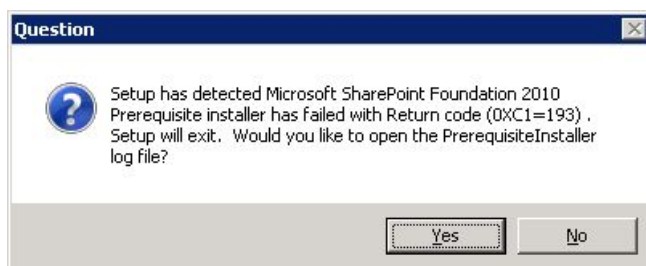 Question
Setup has detected Microsoft SharePoint Foundation 2010
Prerequisite installer has failed with Return code (0XC1=193) .
Setup will exit.  Would you like to open the PrerequisiteInstaller
log file?
Yes
No